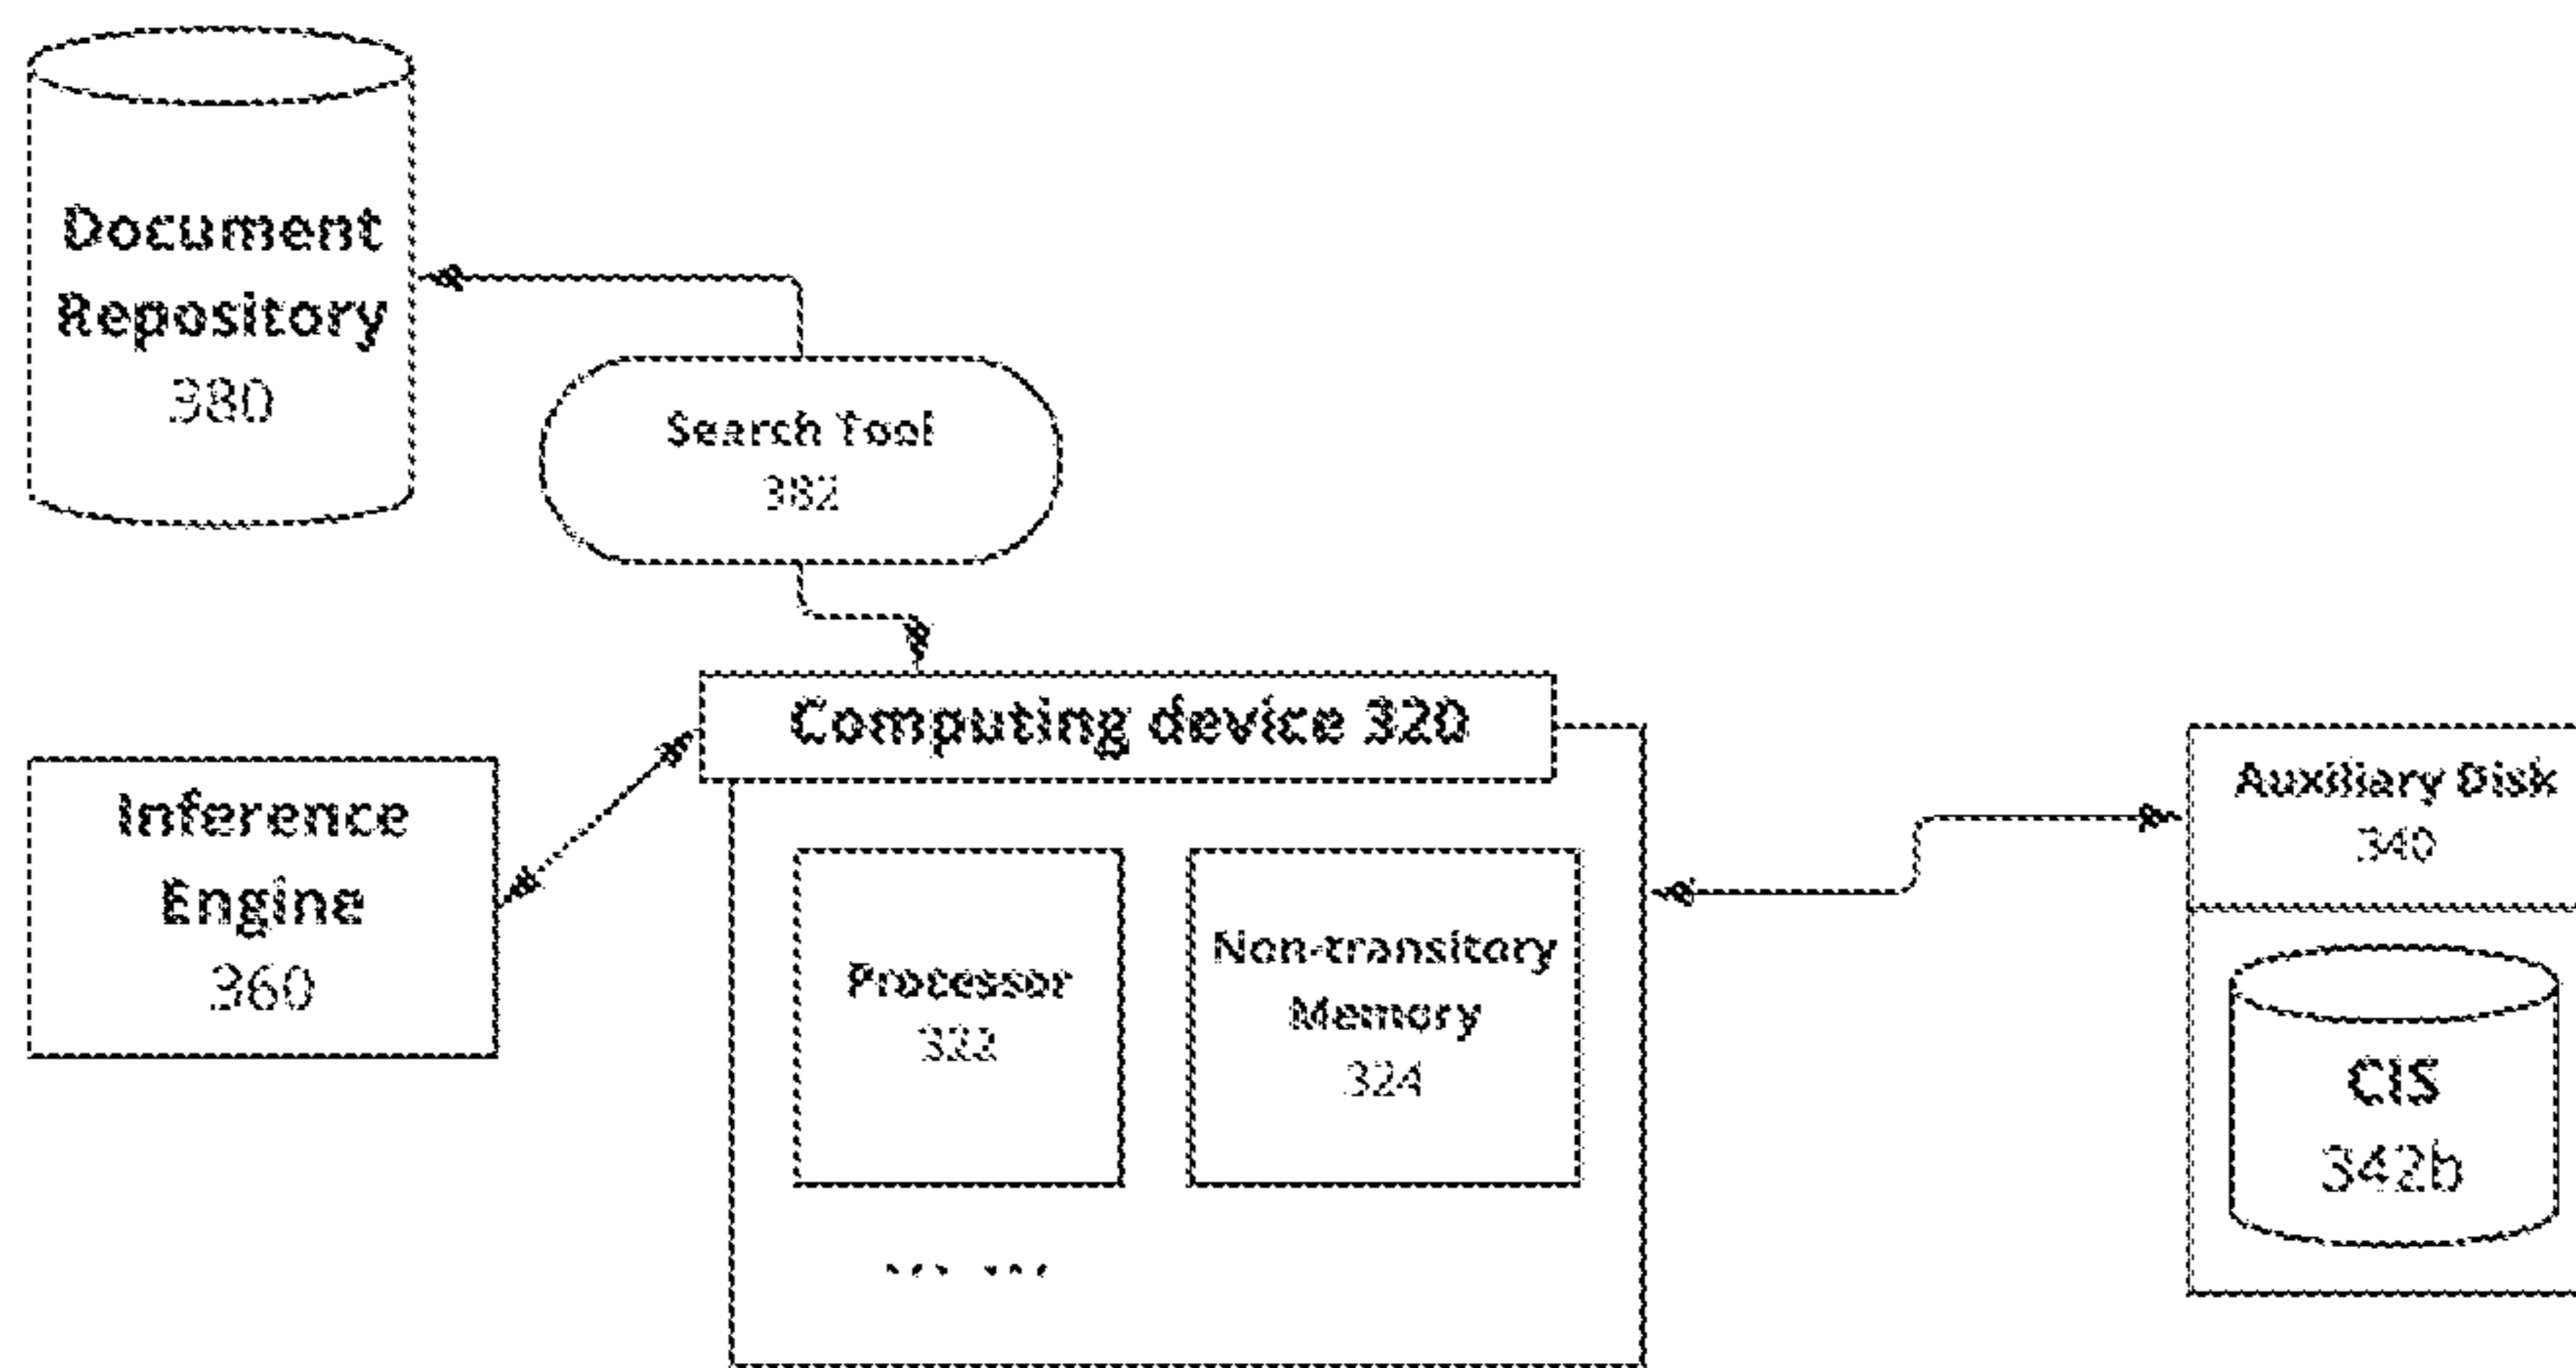 Document
Repository
380
Search Tool
382
Computing device 320
Inference
Engine
360
Processor
322
Non-transitory
Memory
324
... ...
Auxiliary Disk
340
CIS
342b